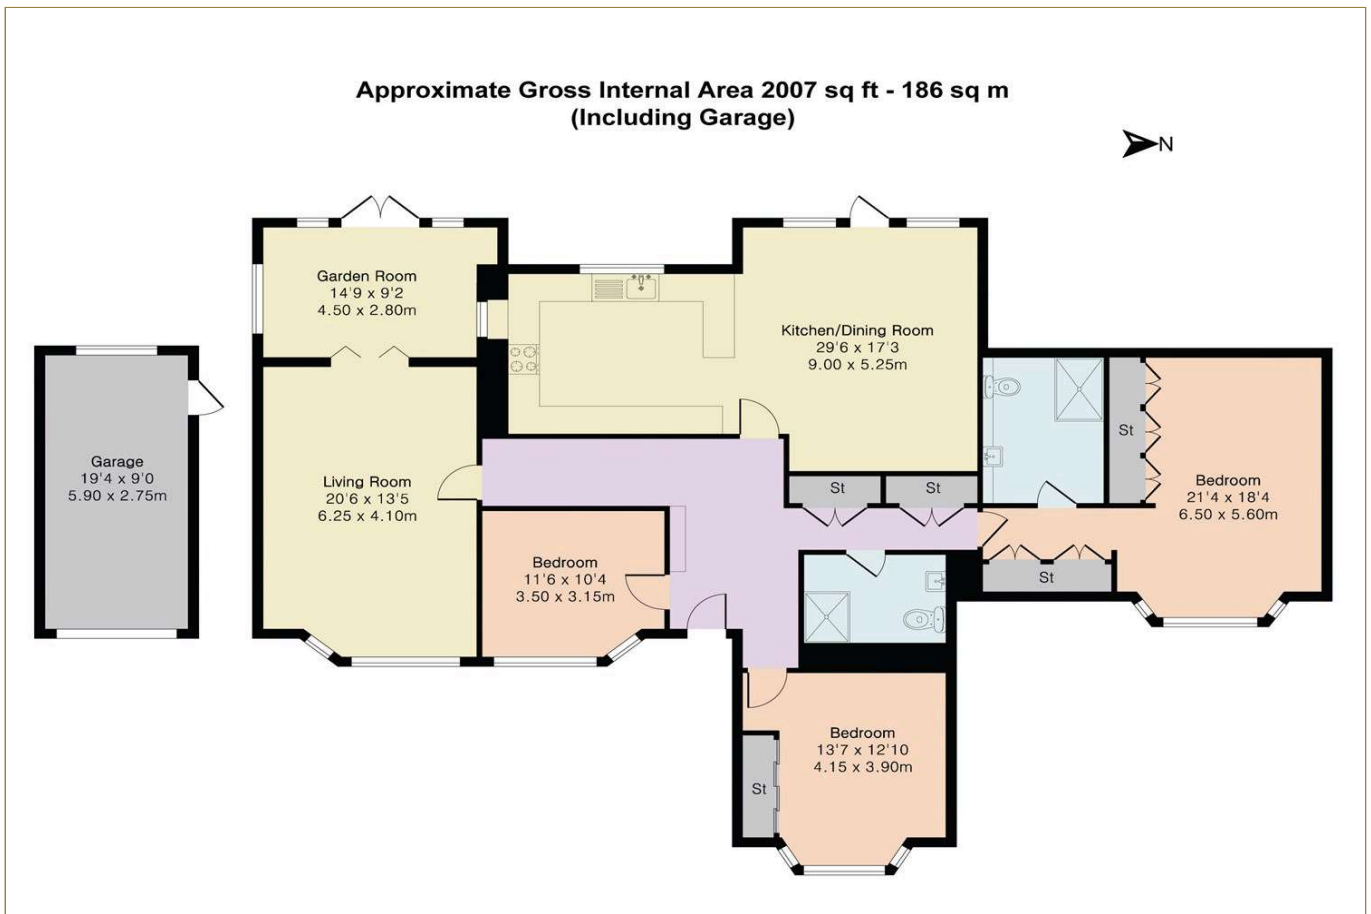 Approximate Gross Internal Area 2007 sq ft - 186 sq m
(Including Garage)
N
Garden Room
14'9 x 9'2
4.50 x 2.80m
Kitchen/Dining Room
29'6 x 17'3
9.00 x 5.25m
Garage
19'4 x 9'0
5.90 x 2.75m
Living Room
20'6 x 13'5
6.25 x 4.10m
St
St
St
Bedroom
21'4 x 18'4
6.50 x 5.60m
Bedroom
11'6 x 10'4
3.50 x 3.15m
St
Bedroom
13'7 x 12'10
4.15 x 3.90m
St